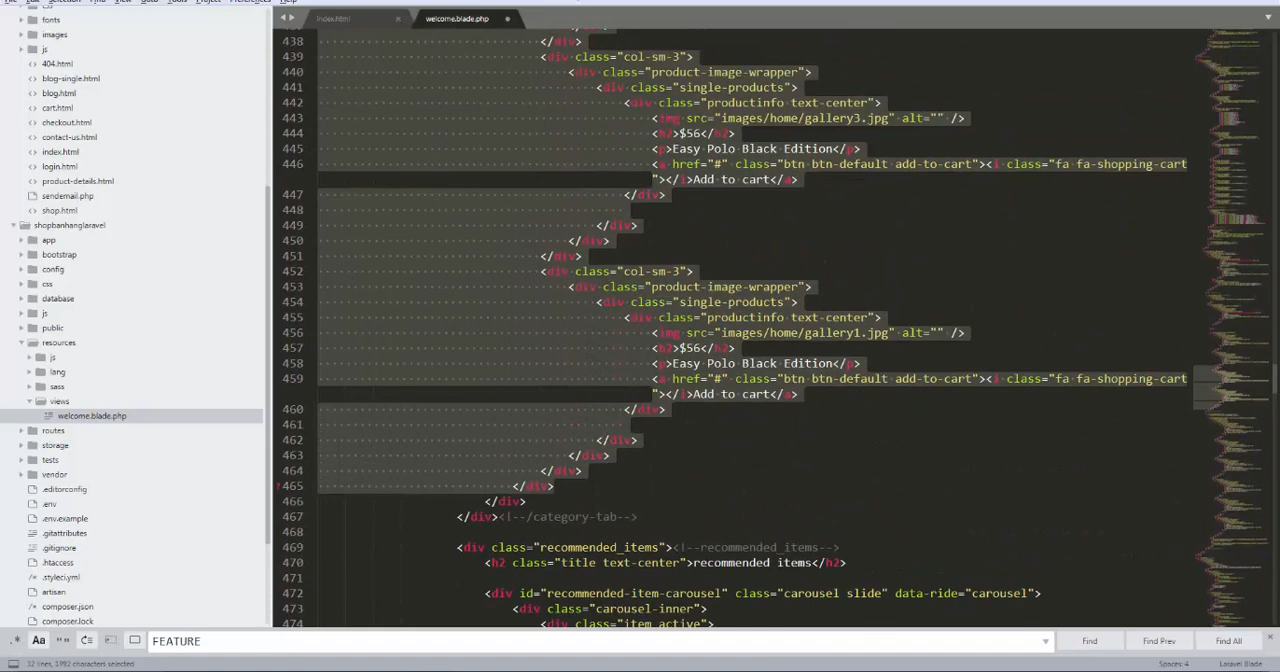 Project
index.html ×
welcome.blade.php
fonts
images
js
404.html
blog-single.html
blog.html
cart.html
checkout.html
contact-us.html
index.html
login.html
product-details.html
sendemail.php
shop.html
shopbanhanglaravel
app
bootstrap
config
css
database
js
public
resources
js
lang
sass
views
welcome.blade.php
routes
storage
tests
vendor
.editorconfig
.env
.env.example
.gitattributes
.gitignore
.htaccess
.styleci.yml
artisan
composer.json
composer.lock
438 </div>
439 <div class="col-sm-3">
440 <div class="product-image-wrapper">
441 <div class="single-products">
442 <div class="productinfo text-center">
443 <img src="images/home/gallery3.jpg" alt="" />
444 <h2>$56</h2>
445 <p>Easy Polo Black Edition</p>
446 <a href="#" class="btn btn-default add-to-cart"><i class="fa fa-shopping-cart
"></i>Add to cart</a>
447 </div>
448
449 </div>
450 </div>
451 </div>
452 <div class="col-sm-3">
453 <div class="product-image-wrapper">
454 <div class="single-products">
455 <div class="productinfo text-center">
456 <img src="images/home/gallery1.jpg" alt="" />
457 <h2>$56</h2>
458 <p>Easy Polo Black Edition</p>
459 <a href="#" class="btn btn-default add-to-cart"><i class="fa fa-shopping-cart
"></i>Add to cart</a>
460 </div>
461
462 </div>
463 </div>
464 </div>
465 </div>
466 </div>
467 </div><!--/category-tab-->
468
469 <div class="recommended_items"><!--recommended_items-->
470 <h2 class="title text-center">recommended items</h2>
471
472 <div id="recommended-item-carousel" class="carousel slide" data-ride="carousel">
473 <div class="carousel-inner">
474 <div class="item active">
.* Aa “” FEATURE Find Find Prev Find All ×
32 lines, 1992 characters selected Spaces: 4 Laravel Blade